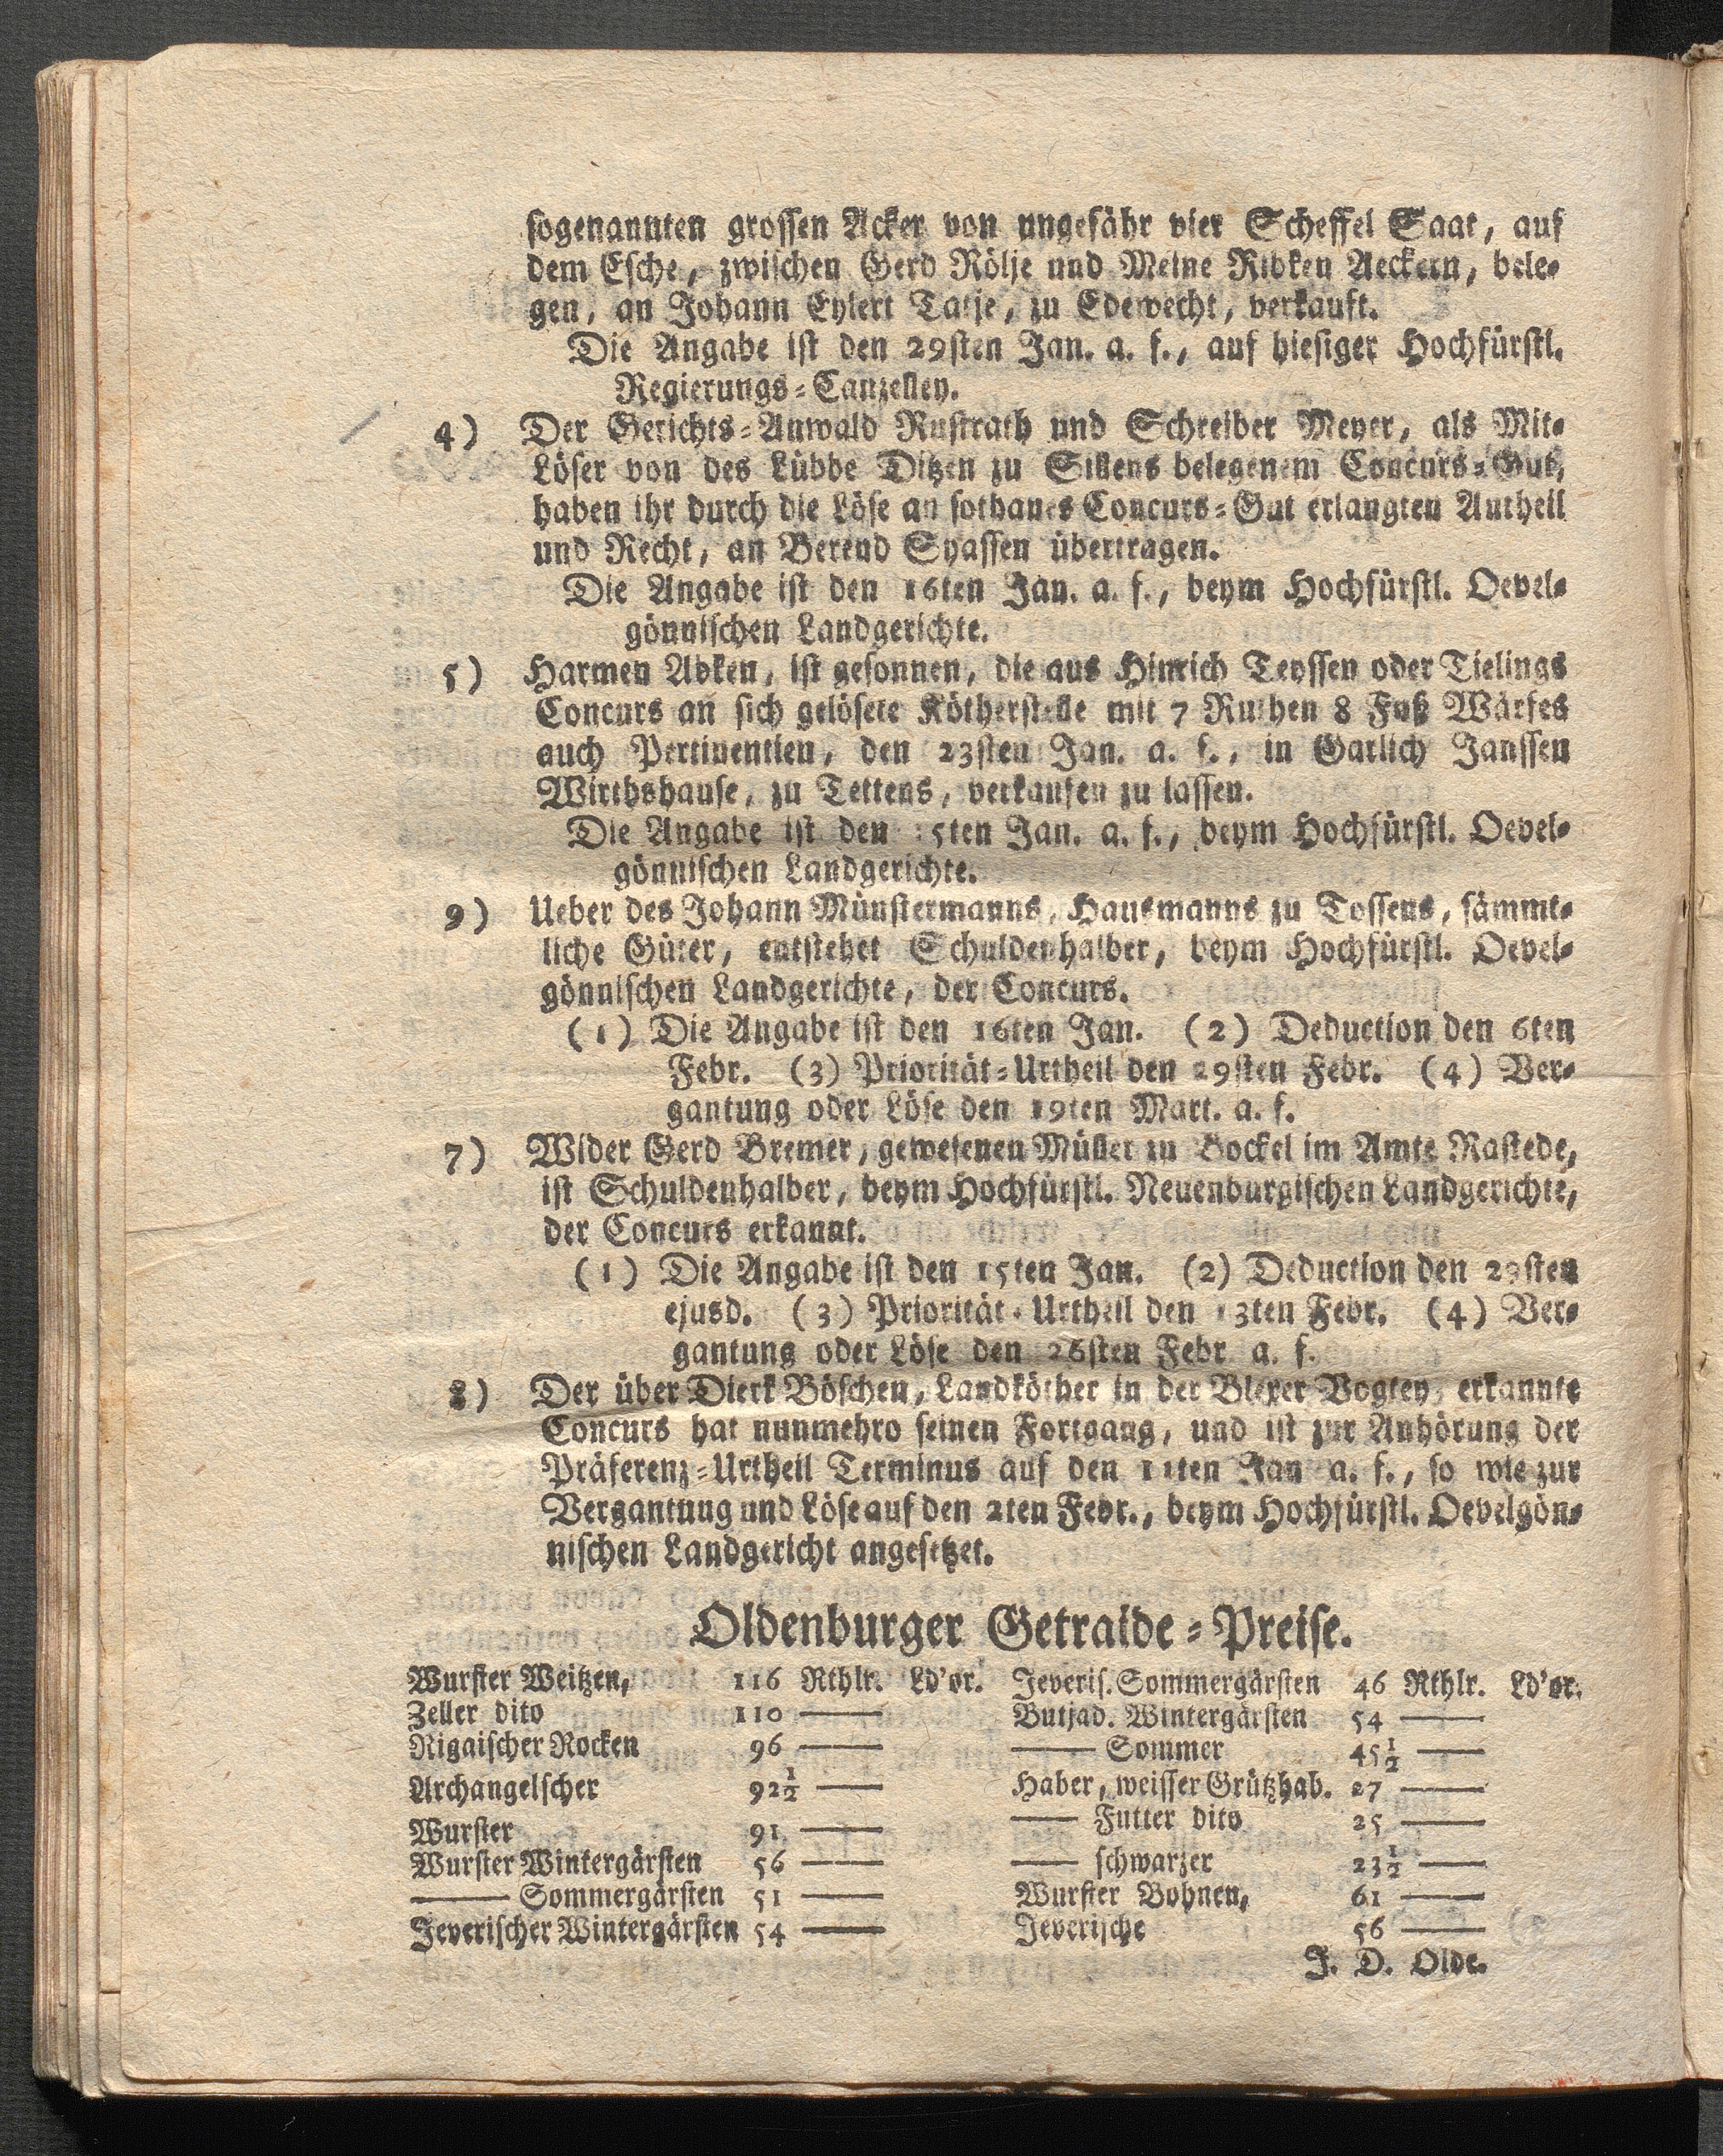 sogenannten grossen Acker von ungefähr vier Scheffel Saat, auf
dem Esche, zwischen Gerd Rölje und Meine Ribken Aeckern, bele-
gen, an Johann Eylert Tatje, zu Edewecht, verkauft.
Die Angabe ist den 29sten Jan. a. f., auf hiesiger Hochfürstl.
Regierungs-Canzelley.
4) Der Gerichts-Anwald Rustrath und Schreiber Meyer, als Mit-
Löser von des Lübbe Ditzen zu Sillens belegenem Concurs-Gut,
haben ihr durch die Löse an sothanes Concurs-Gut erlangten Antheil
und Recht, an Berend Syassen übertragen.
Die Angabe ist den 16ten Jan. a. f., beym Hochfürstl. Oevel-
gönnischen Landgerichte.
5) Harmen Abken, ist gesonnen, die aus Hinrich Teyssen oder Tielings
Concurs an sich gelösete Kötherstelle mit 7 Ruthen 8 Fuß Wärfes
auch Pertinentien, den 23sten Jan. a. f., in Garlich Janssen
Wirthshause, zu Tettens, verkaufen zu lassen.
Die Angabe ist den 15ten Jan. a. f., beym Hochfürstl. Oevel-
gönnischen Landgerichte.
9) Ueber des Johann Münstermanns, Hausmanns zu Tossens, sämmt-
liche Güter, entstehet Schuldenhalber, beym Hochfürstl. Oevel-
gönnischen Landgerichte, der Concurs.
(1) Die Angabe ist den 16ten Jan. (2) Deduction den 6ten
Febr. (3) Priorität-Urtheil den 29sten Febr. (4) Ver-
gantung oder Löse den 19ten Mart. a. f.
7) Wider Gerd Bremer, gewesenen Müller zu Bockel im Amte Rastede,
ist Schuldenhalber, beym Hochfürstl. Neuenburgischen Landgerichte,
der Concurs erkannt.
(1) Die Angabe ist den 15ten Jan. (2) Deduction den 29sten
ejusd. (3) Priorität-Urtheil den 13ten Febr. (4) Ver-
gantung oder Löse den 26sten Febr a. f.
8) Der über Dierk Böschen, Landköther in der Blexer Vogtey, erkannte
Concurs hat nunmehro seinen Fortgang, und ist zur Anhörung der
Präferenz-Urtheil Terminus auf den 11ten Jan a. f., so wie zur
Vergantung und Löse auf den 2ten Febr., beym Hochfürstl. Oevelgön-
nischen Landgericht angesetzet.
Oldenburger Getraide-Preise.
Wurster Weitzen, 116 Rthlr. Ld'or.
Zeller dito 110 ——
Rigaischer Rocken 96 ——
Archangelscher 92½ ——
Wurster 91 ——
Wurster Wintergärsten 56 ——
—— Sommergärsten 51 ——
Jeverischer Wintergärsten 54 ——
Jeveris. Sommergärsten 46 Rthlr. Ld'or.
Butjad. Wintergärsten 54 ——
—— Sommer 45½ ——
Haber, weisser Grützhab. 27 ——
—— Futter dito 25 ——
—— schwarzer 23½ ——
Wurster Bohnen, 61 ——
Jeverische 56 ——
J. D. Olde.